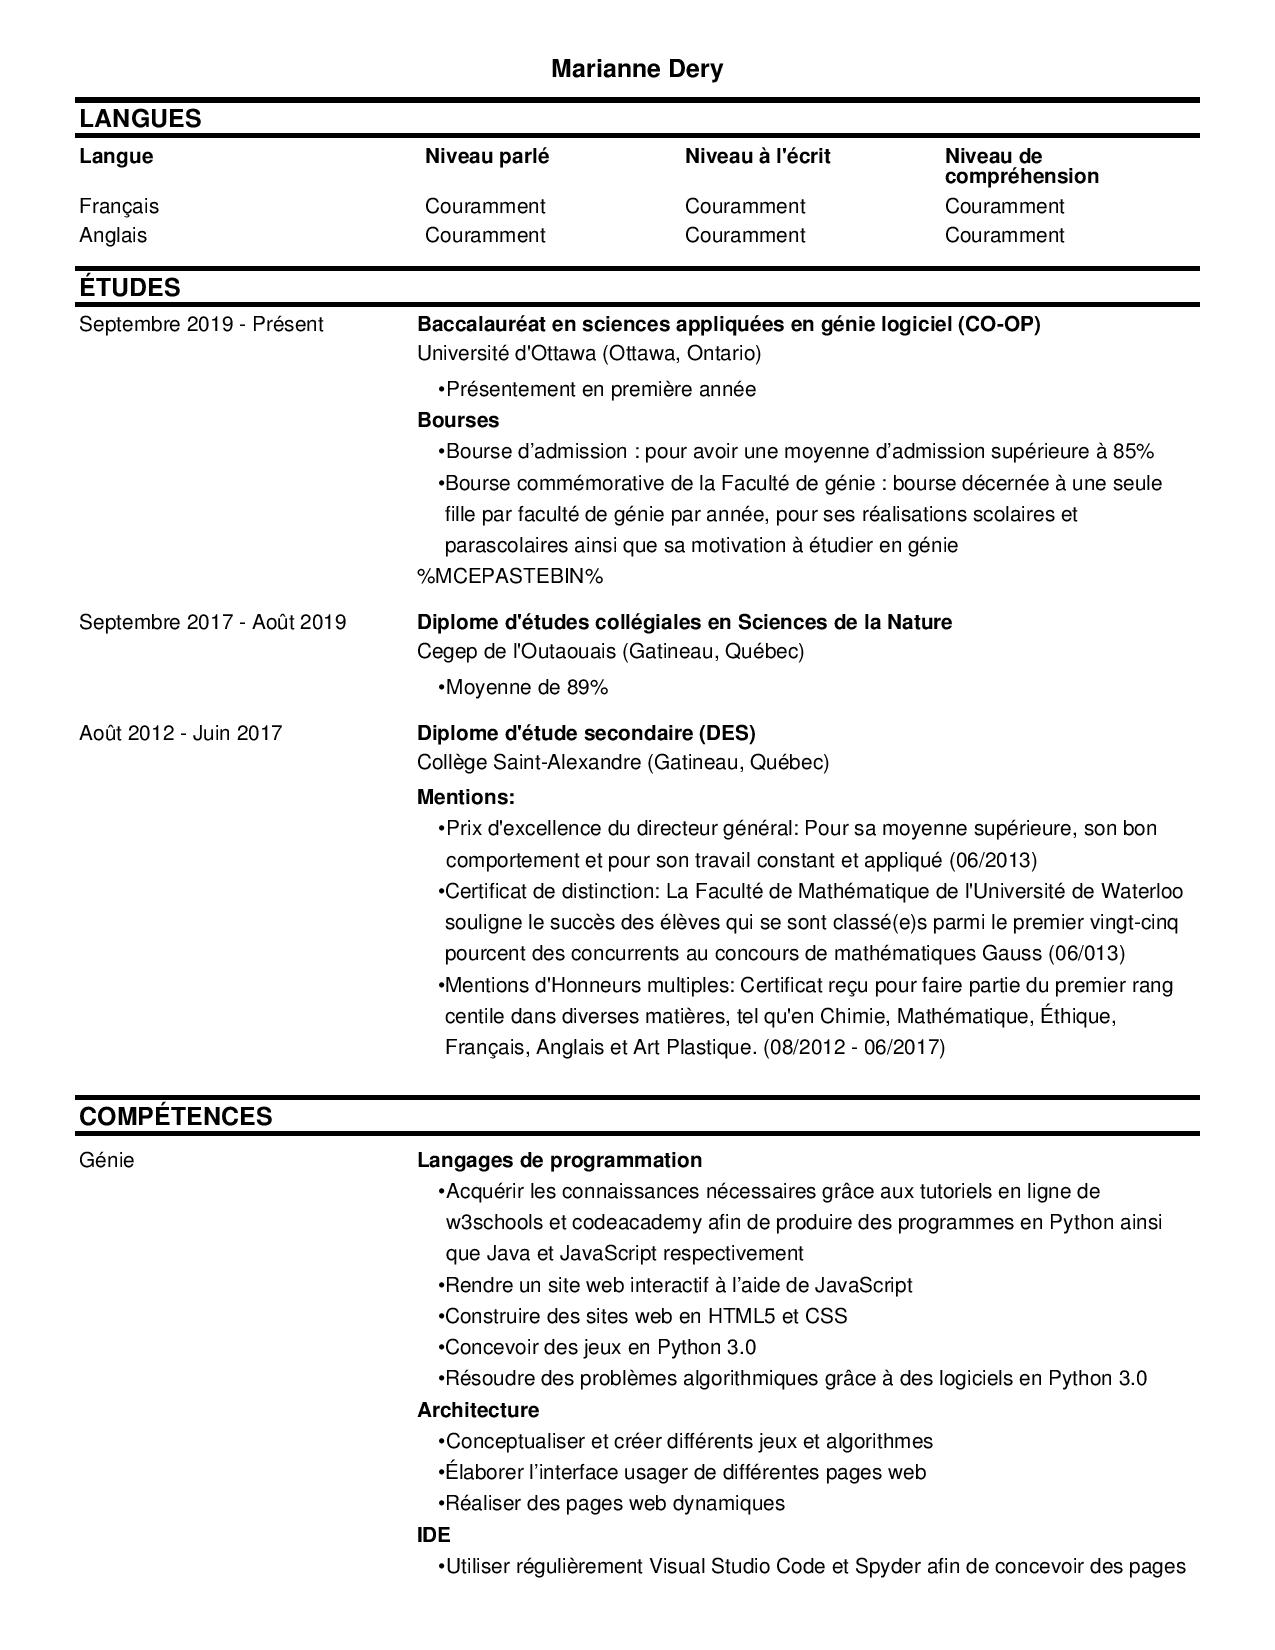 Marianne Dery
LANGUES
Langue Niveau parlé Niveau à l'écrit Niveau de compréhension
Français Couramment Couramment Couramment
Anglais Couramment Couramment Couramment
ÉTUDES
Septembre 2019 - Présent Baccalauréat en sciences appliquées en génie logiciel (CO-OP)
Université d'Ottawa (Ottawa, Ontario)
•Présentement en première année
Bourses
•Bourse d’admission : pour avoir une moyenne d’admission supérieure à 85%
•Bourse commémorative de la Faculté de génie : bourse décernée à une seule
fille par faculté de génie par année, pour ses réalisations scolaires et
parascolaires ainsi que sa motivation à étudier en génie
%MCEPASTEBIN%
Septembre 2017 - Août 2019 Diplome d'études collégiales en Sciences de la Nature
Cegep de l'Outaouais (Gatineau, Québec)
•Moyenne de 89%
Août 2012 - Juin 2017 Diplome d'étude secondaire (DES)
Collège Saint-Alexandre (Gatineau, Québec)
Mentions:
•Prix d'excellence du directeur général: Pour sa moyenne supérieure, son bon
comportement et pour son travail constant et appliqué (06/2013)
•Certificat de distinction: La Faculté de Mathématique de l'Université de Waterloo
souligne le succès des élèves qui se sont classé(e)s parmi le premier vingt-cinq
pourcent des concurrents au concours de mathématiques Gauss (06/013)
•Mentions d'Honneurs multiples: Certificat reçu pour faire partie du premier rang
centile dans diverses matières, tel qu'en Chimie, Mathématique, Éthique,
Français, Anglais et Art Plastique. (08/2012 - 06/2017)
COMPÉTENCES
Génie Langages de programmation
•Acquérir les connaissances nécessaires grâce aux tutoriels en ligne de
w3schools et codeacademy afin de produire des programmes en Python ainsi
que Java et JavaScript respectivement
•Rendre un site web interactif à l’aide de JavaScript
•Construire des sites web en HTML5 et CSS
•Concevoir des jeux en Python 3.0
•Résoudre des problèmes algorithmiques grâce à des logiciels en Python 3.0
Architecture
•Conceptualiser et créer différents jeux et algorithmes
•Élaborer l’interface usager de différentes pages web
•Réaliser des pages web dynamiques
IDE
•Utiliser régulièrement Visual Studio Code et Spyder afin de concevoir des pages